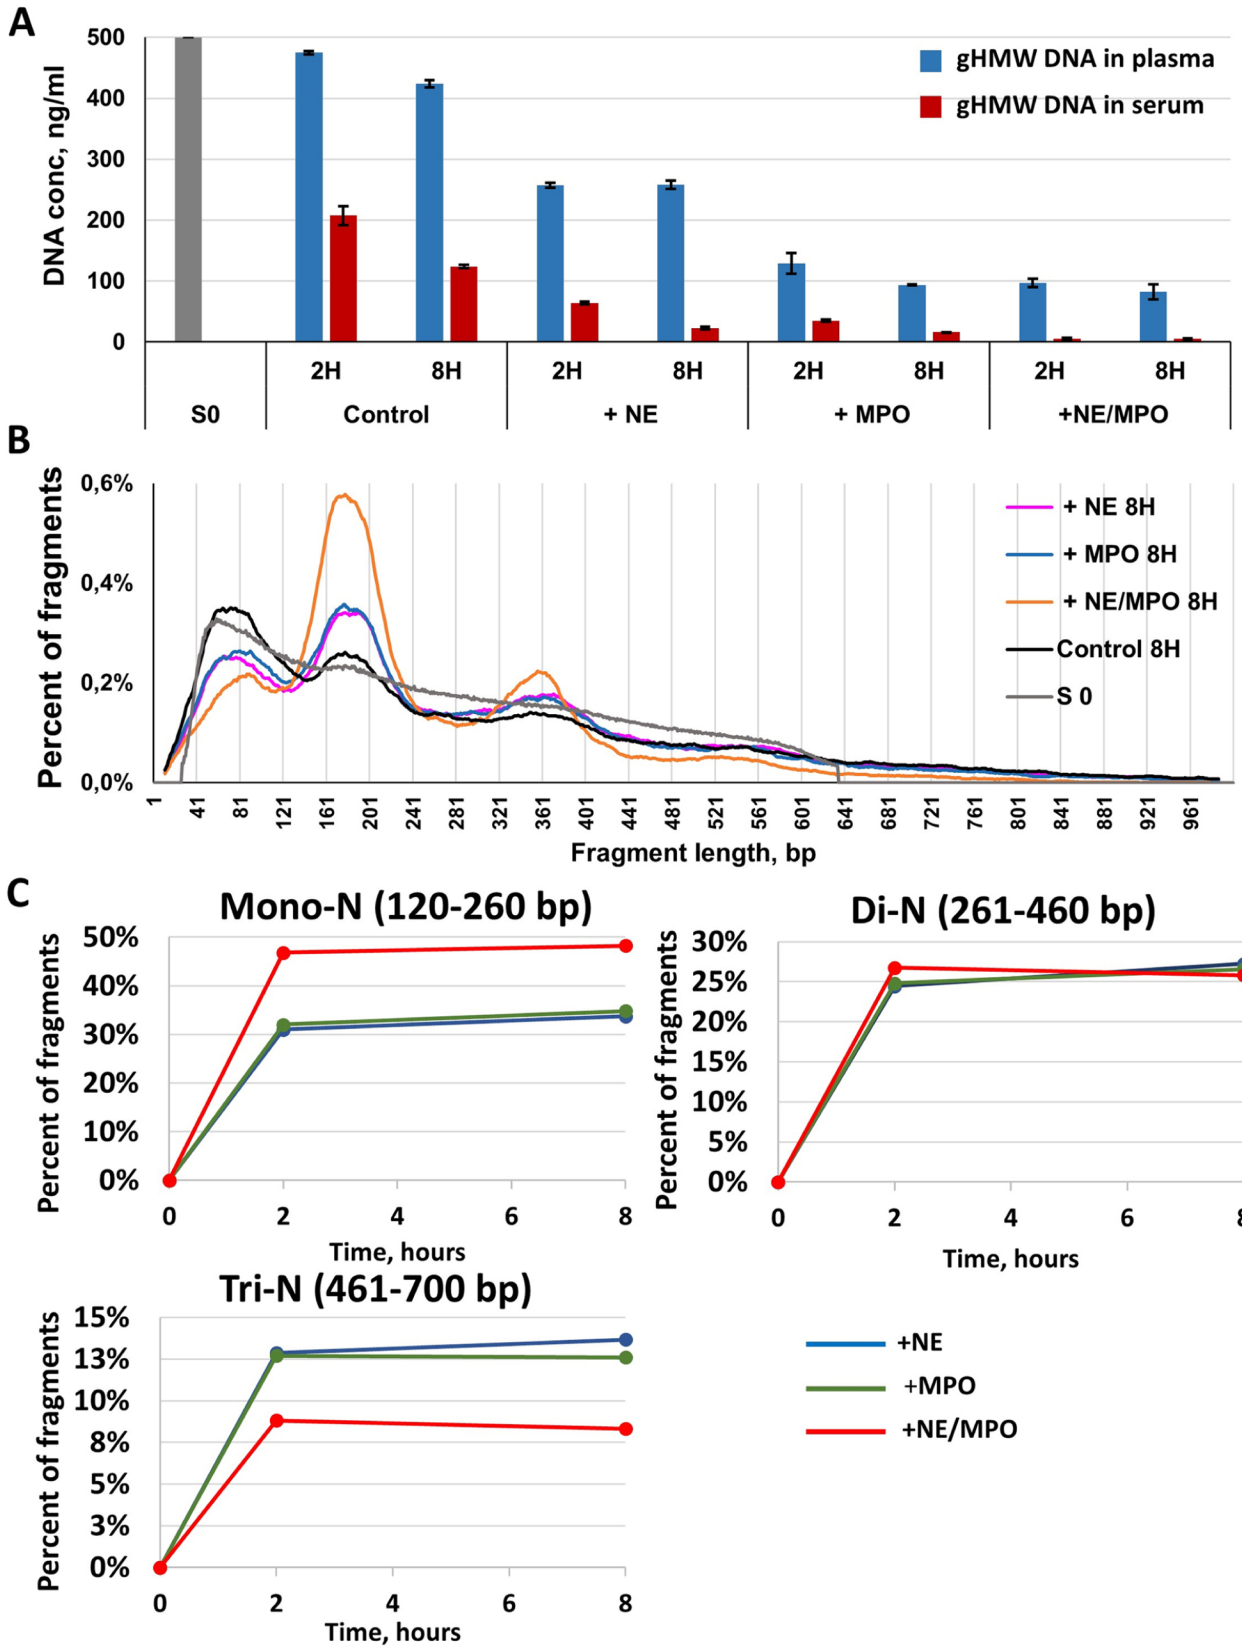 A
500
400
300
200
100
0
DNA conc, ng/ml
gHMW DNA in plasma
gHMW DNA in serum
2H 8H 2H 8H 2H 8H 2H 8H
S0 Control + NE + MPO +NE/MPO
B
0,6%
0,4%
0,2%
0,0%
Percent of fragments
+ NE 8H
+ MPO 8H
+ NE/MPO 8H
Control 8H
S 0
1 41 81 121 161 201 241 281 321 361 401 441 481 521 561 601 641 681 721 761 801 841 881 921 961
Fragment length, bp
C
Mono-N (120-260 bp)
50%
40%
30%
20%
10%
0%
Percent of fragments
0 2 4 6 8
Time, hours
Di-N (261-460 bp)
30%
25%
20%
15%
10%
5%
0%
Percent of fragments
0 2 4 6 8
Time, hours
Tri-N (461-700 bp)
15%
13%
10%
8%
5%
3%
0%
Percent of fragments
0 2 4 6 8
Time, hours
+NE
+MPO
+NE/MPO